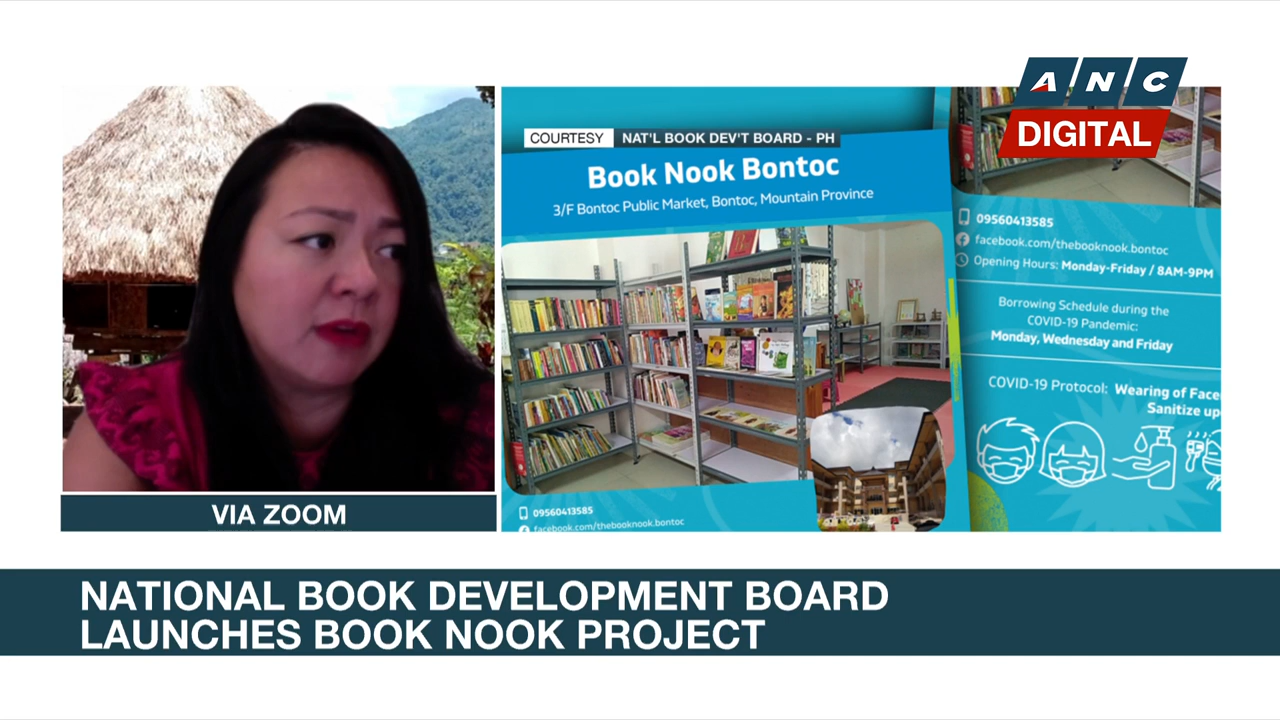 ANC
DIGITAL
COURTESY NAT'L BOOK DEV'T BOARD - PH
Book Nook Bontoc
3/F Bontoc Public Market, Bontoc, Mountain Province
09560413585
facebook.com/thebooknook.bontoc
09560413585
facebook.com/thebooknook.bontoc
Opening Hours: Monday-Friday / 8AM-9PM
Borrowing Schedule during the
COVID-19 Pandemic:
Monday, Wednesday and Friday
COVID-19 Protocol: Wearing of Face
Sanitize up
VIA ZOOM
NATIONAL BOOK DEVELOPMENT BOARD
LAUNCHES BOOK NOOK PROJECT